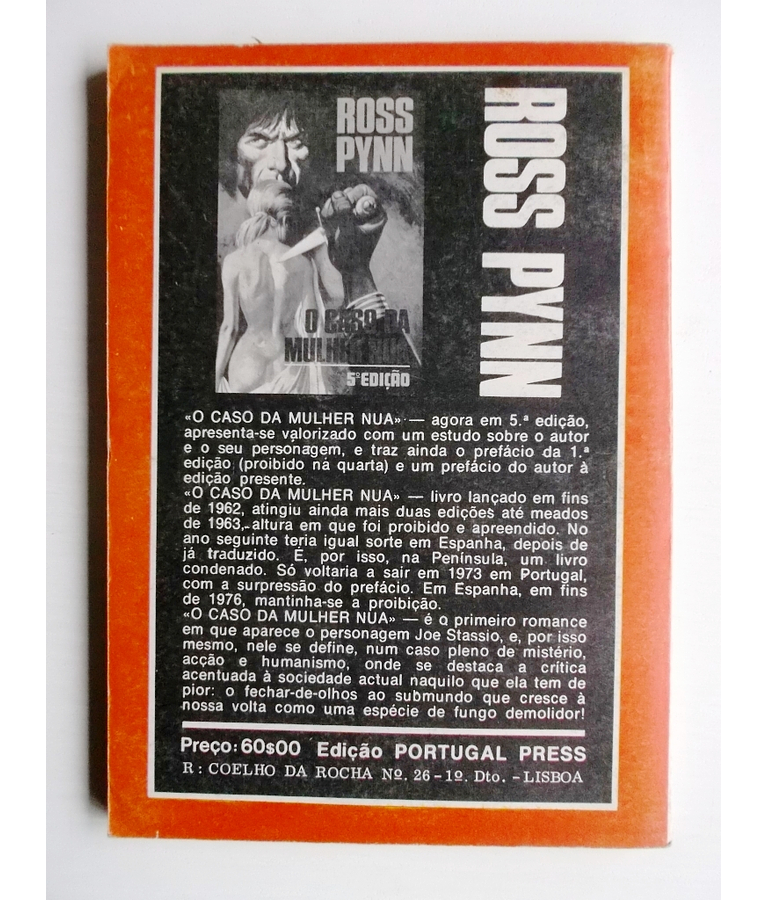 ROSS
PYNN
O CASO DA
MULHER NUA
5ª EDIÇÃO
ROSS PYNN
«O CASO DA MULHER NUA» — agora em 5.ª edição,
apresenta-se valorizado com um estudo sobre o autor
e o seu personagem, e traz ainda o prefácio da 1.ª
edição (proibido na quarta) e um prefácio do autor à
edição presente.
«O CASO DA MULHER NUA» — livro lançado em fins
de 1962, atingiu ainda mais duas edições até meados
de 1963, altura em que foi proibido e apreendido. No
ano seguinte teria igual sorte em Espanha, depois de
já traduzido. É, por isso, na Península, um livro
condenado. Só voltaria a sair em 1973 em Portugal,
com a surpressão do prefácio. Em Espanha, em fins
de 1976, mantinha-se a proibição.
«O CASO DA MULHER NUA» — é o primeiro romance
em que aparece o personagem Joe Stassio, e, por isso
mesmo, nele se define, num caso pleno de mistério,
acção e humanismo, onde se destaca a crítica
acentuada à sociedade actual naquilo que ela tem de
pior: o fechar-de-olhos ao submundo que cresce à
nossa volta como uma espécie de fungo demolidor!
Preço: 60$00 Edição PORTUGAL PRESS
R: COELHO DA ROCHA Nº. 26 - 1º. Dto. - LISBOA